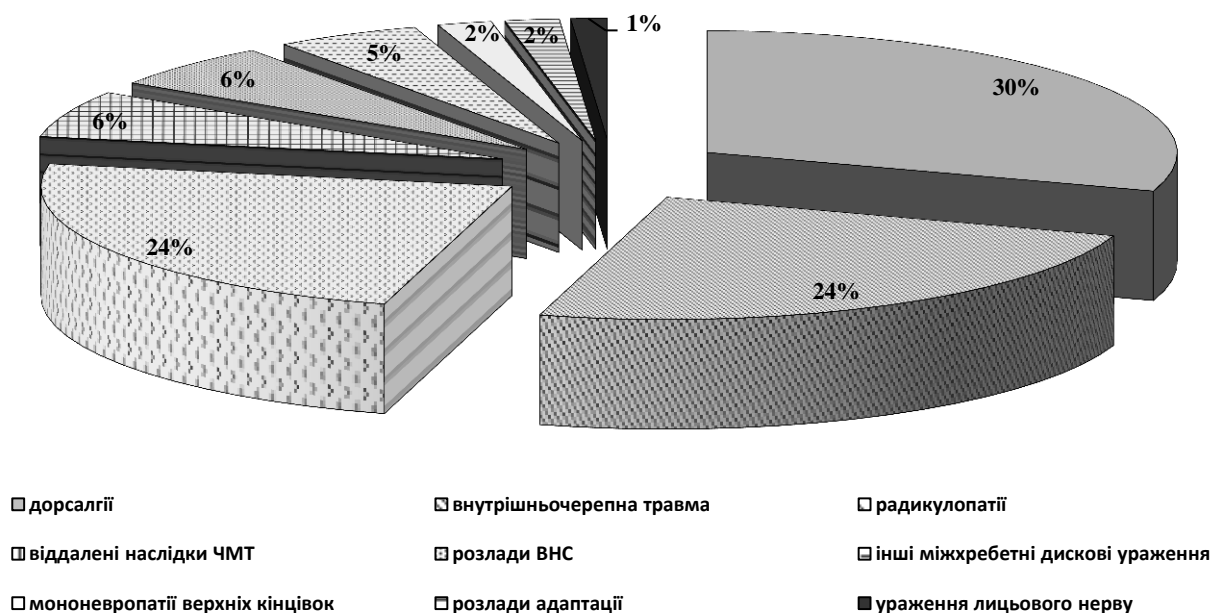 1%
2%
2%
5%
30%
6%
6%
24%
24%
дорсалгії
внутрішньочерепна травма
радикулопатії
віддалені наслідки ЧМТ
розлади ВНС
інші міжхребетні дискові ураження
мононевропатії верхніх кінцівок
розлади адаптації
ураження лицьового нерву